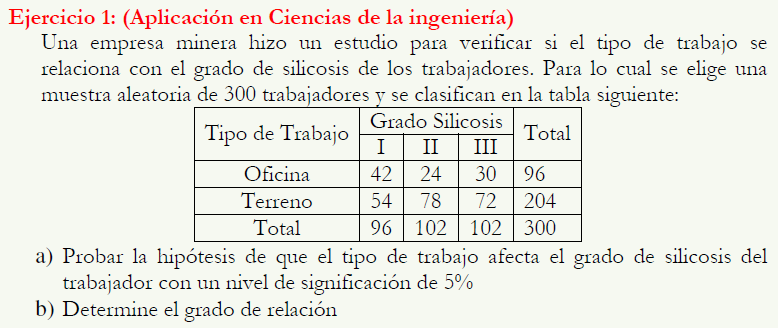 Ejercicio 1: (Aplicación en Ciencias de la ingeniería)
Una empresa minera hizo un estudio para verificar si el tipo de trabajo se
relaciona con el grado de silicosis de los trabajadores. Para lo cual se elige una
muestra aleatoria de 300 trabajadores y se clasifican en la tabla siguiente:
Tipo de Trabajo Grado Silicosis Total
I II III
Oficina 42 24 30 96
Terreno 54 78 72 204
Total 96 102 102 300
a) Probar la hipótesis de que el tipo de trabajo afecta el grado de silicosis del
trabajador con un nivel de significación de 5%
b) Determine el grado de relación